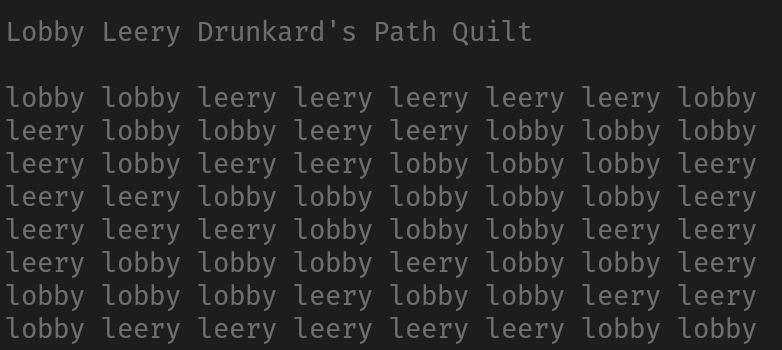 Lobby Leery Drunkard's Path Quilt

lobby lobby leery leery leery leery leery lobby
leery lobby lobby leery leery lobby lobby lobby
leery lobby leery leery lobby lobby lobby leery
leery leery lobby lobby lobby lobby lobby leery
leery leery leery lobby lobby lobby leery leery
leery lobby lobby lobby leery lobby lobby leery
lobby lobby lobby leery lobby lobby leery leery
lobby leery leery leery leery leery lobby lobby